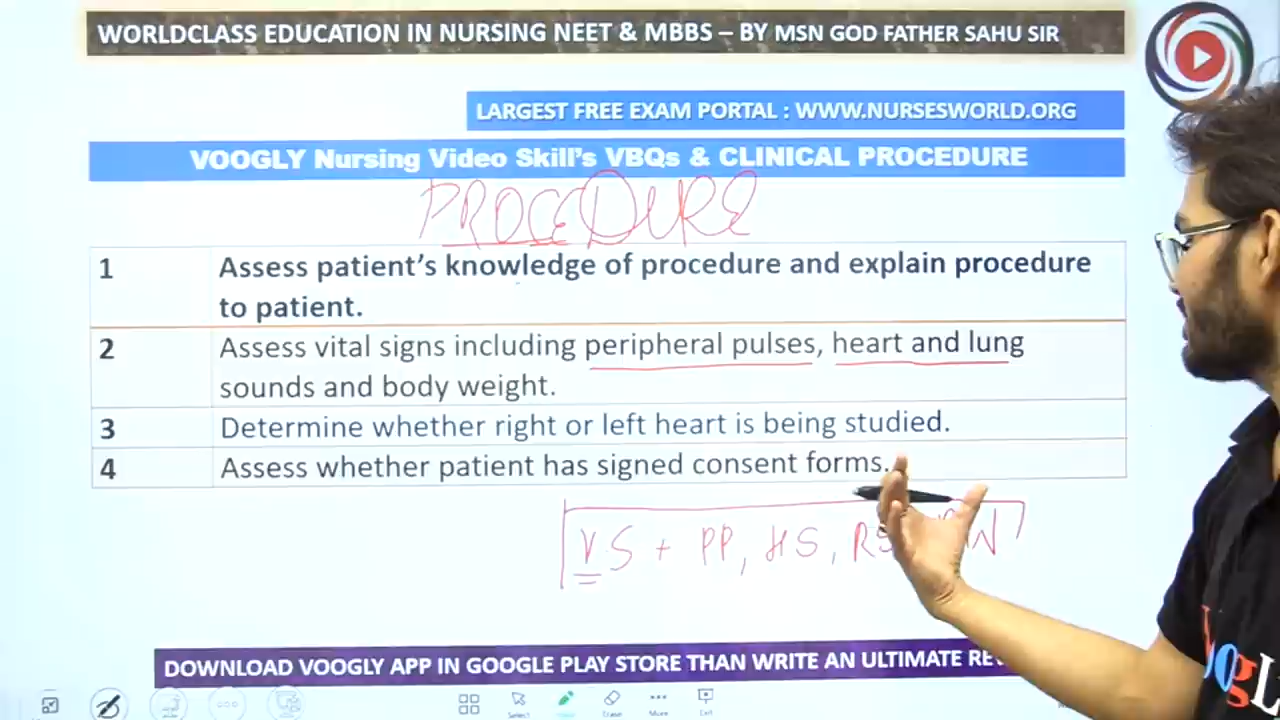 WORLDCLASS EDUCATION IN NURSING NEET & MBBS – BY MSN GOD FATHER SAHU SIR
LARGEST FREE EXAM PORTAL : WWW.NURSESWORLD.ORG
VOOGLY Nursing Video Skill's VBQs & CLINICAL PROCEDURE
PROCEDURE
1 Assess patient's knowledge of procedure and explain procedure
to patient.
2 Assess vital signs including peripheral pulses, heart and lung
sounds and body weight.
3 Determine whether right or left heart is being studied.
4 Assess whether patient has signed consent forms.
VS + PP, HS,
DOWNLOAD VOOGLY APP IN GOOGLE PLAY STORE THAN WRITE AN ULTIMATE
Select
Erase
More
Exit